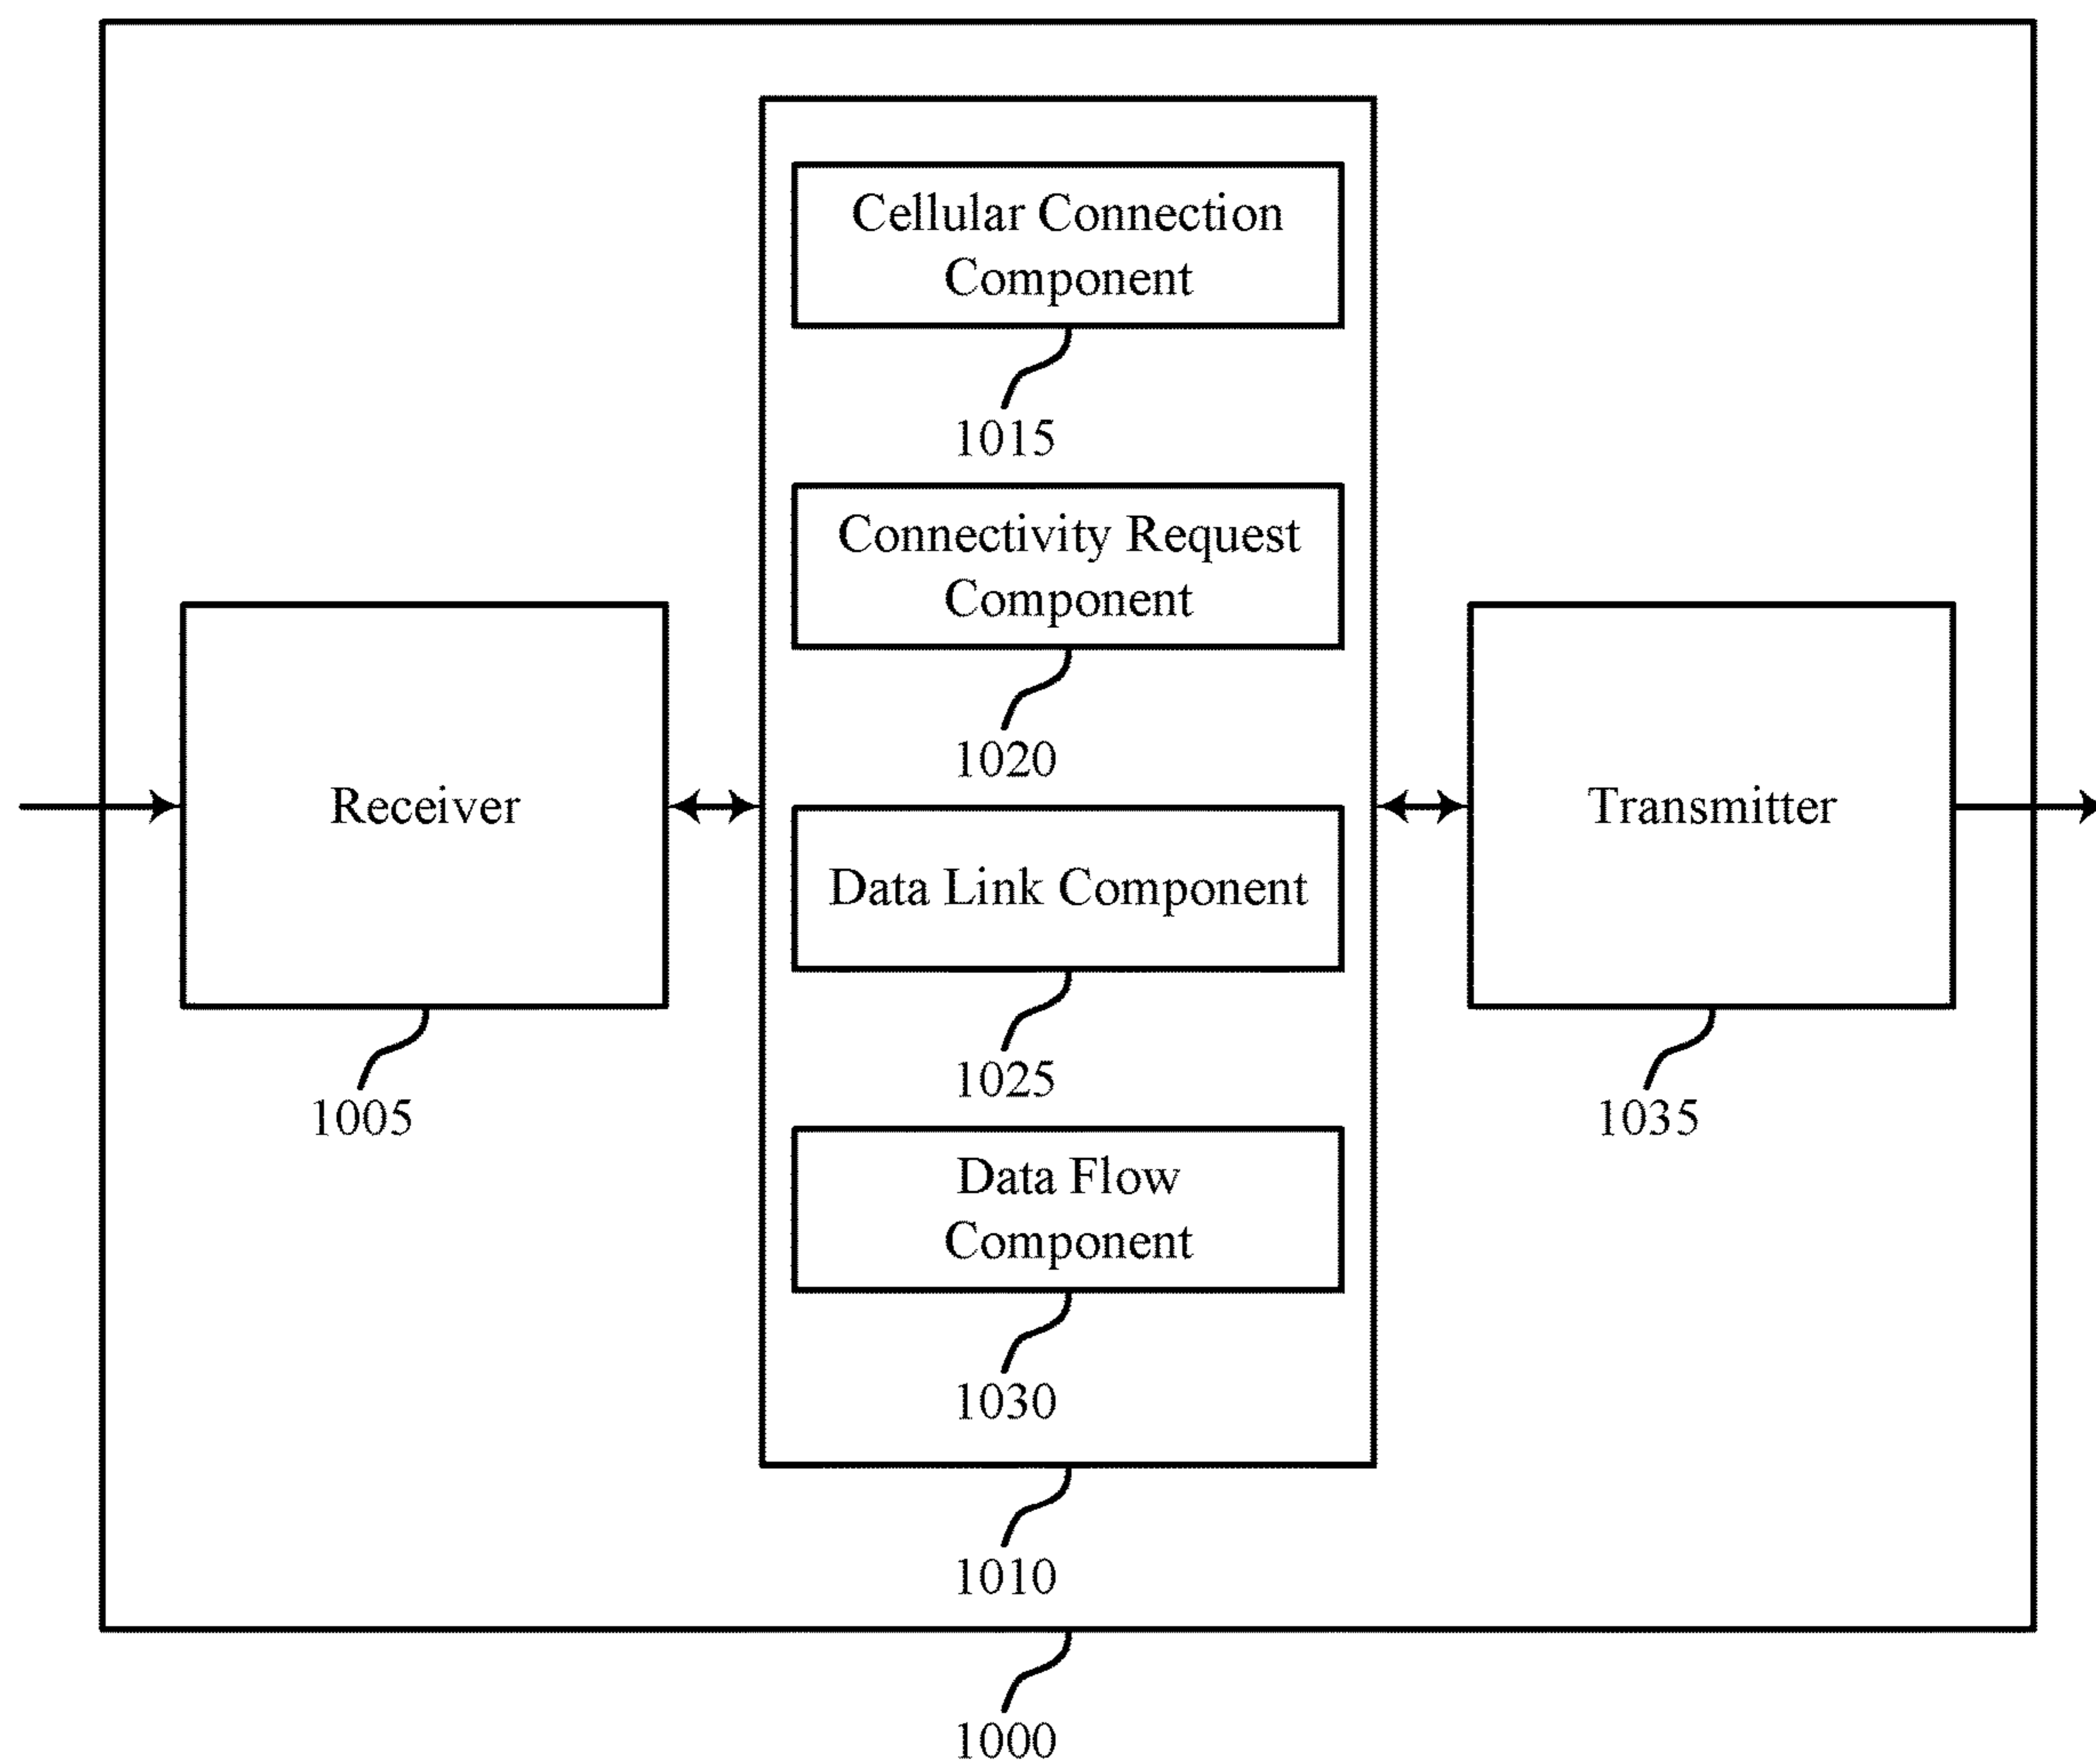 Cellular Connection
Component
1015
Connectivity Request
Component
1020
Receiver
1005
Data Link Component
1025
Data Flow
Component
1030
Transmitter
1035
1010
1000